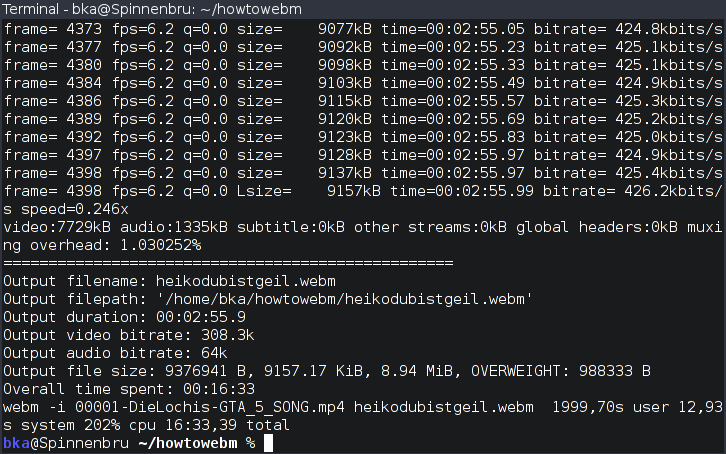 Terminal - bka@Spinnenbru: ~/howtowebm
frame= 4373 fps=6.2 q=0.0 size=    9077kB time=00:02:55.05 bitrate= 424.8kbits/s
frame= 4377 fps=6.2 q=0.0 size=    9092kB time=00:02:55.23 bitrate= 425.1kbits/s
frame= 4380 fps=6.2 q=0.0 size=    9098kB time=00:02:55.33 bitrate= 425.1kbits/s
frame= 4384 fps=6.2 q=0.0 size=    9103kB time=00:02:55.49 bitrate= 424.9kbits/s
frame= 4386 fps=6.2 q=0.0 size=    9115kB time=00:02:55.57 bitrate= 425.3kbits/s
frame= 4389 fps=6.2 q=0.0 size=    9120kB time=00:02:55.69 bitrate= 425.2kbits/s
frame= 4392 fps=6.2 q=0.0 size=    9123kB time=00:02:55.83 bitrate= 425.0kbits/s
frame= 4397 fps=6.2 q=0.0 size=    9128kB time=00:02:55.97 bitrate= 424.9kbits/s
frame= 4398 fps=6.2 q=0.0 size=    9137kB time=00:02:55.97 bitrate= 425.4kbits/s
frame= 4398 fps=6.2 q=0.0 Lsize=    9157kB time=00:02:55.99 bitrate= 426.2kbits/
s speed=0.246x
video:7729kB audio:1335kB subtitle:0kB other streams:0kB global headers:0kB muxi
ng overhead: 1.030252%
==================================================
Output filename: heikodubistgeil.webm
Output filepath: '/home/bka/howtowebm/heikodubistgeil.webm'
Output duration: 00:02:55.9
Output video bitrate: 308.3k
Output audio bitrate: 64k
Output file size: 9376941 B, 9157.17 KiB, 8.94 MiB, OVERWEIGHT: 988333 B
Overall time spent: 00:16:33
webm -i 00001-DieLochis-GTA_5_SONG.mp4 heikodubistgeil.webm  1999,70s user 12,93
s system 202% cpu 16:33,39 total
bka@Spinnenbru ~/howtowebm %